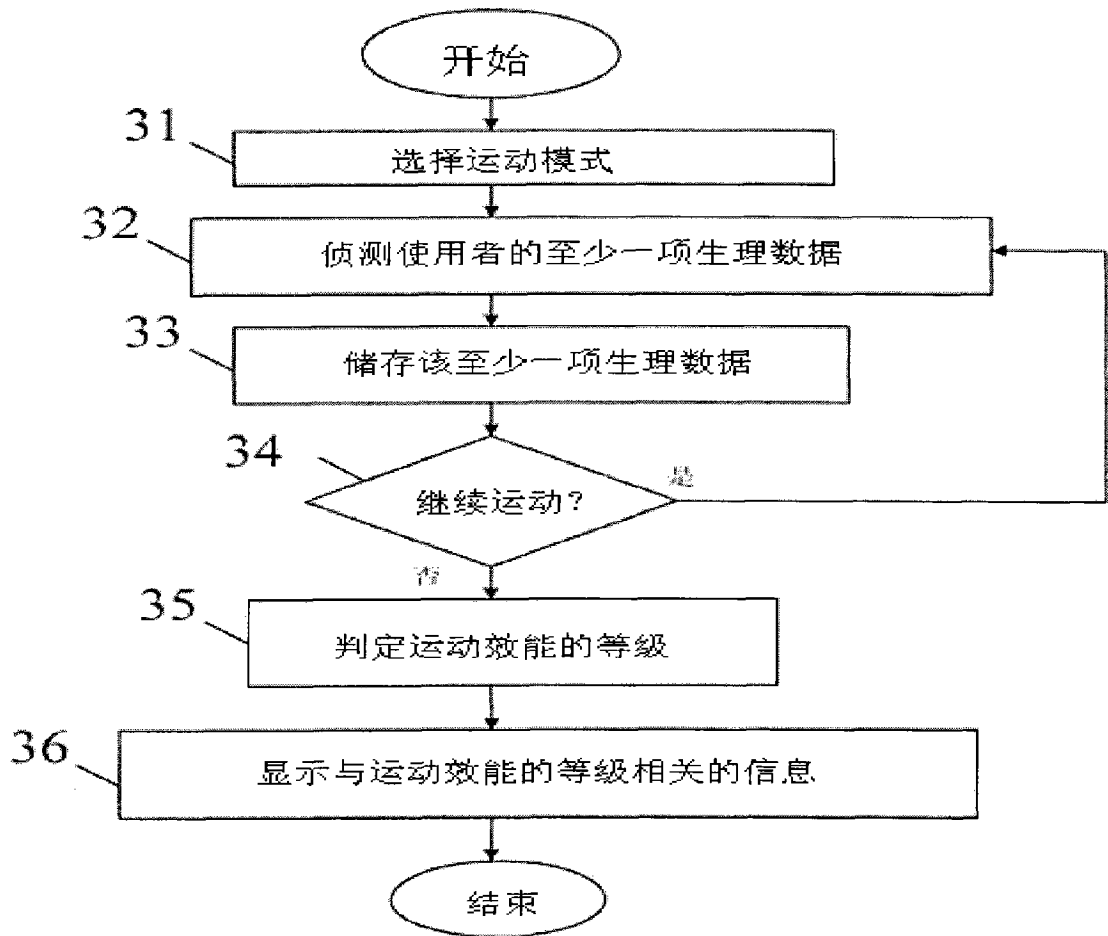 开始
31
选择运动模式
32
侦测使用者的至少一项生理数据
33
储存该至少一项生理数据
34
继续运动?
是
否
35
判定运动效能的等级
36
显示与运动效能的等级相关的信息
结束